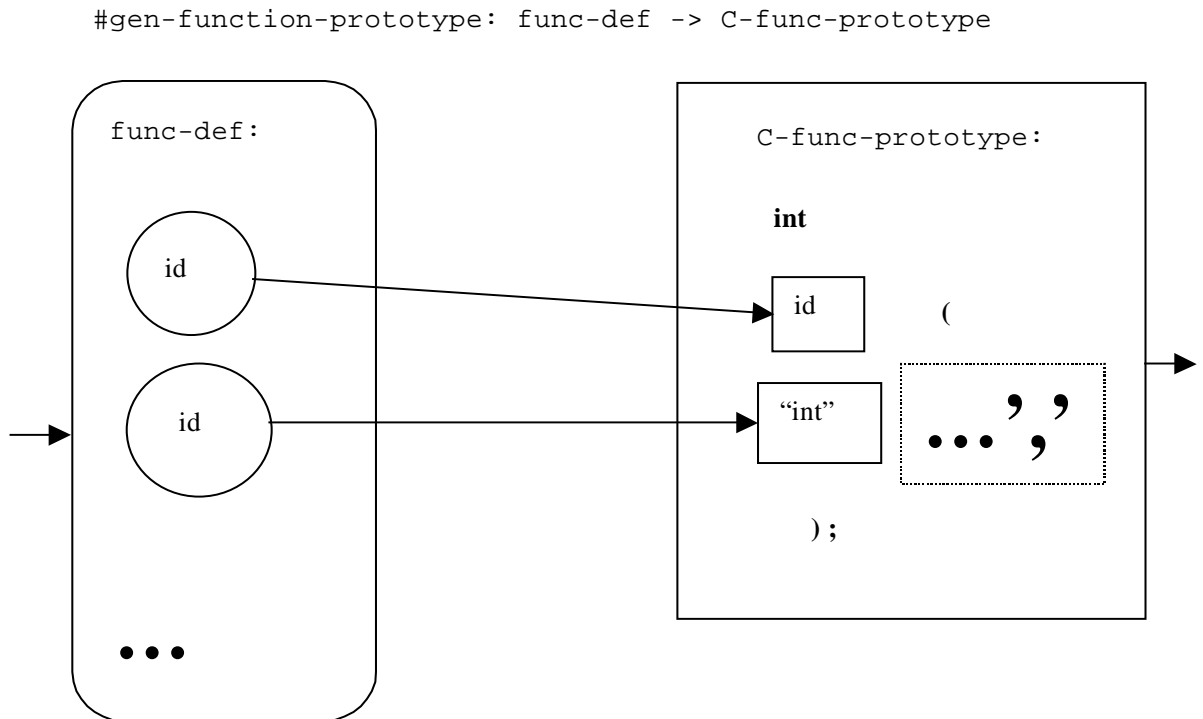 #gen-function-prototype: func-def -> C-func-prototype
func-def:
id
id
...
C-func-prototype:
int
id (
“int” ...’,’
) ;